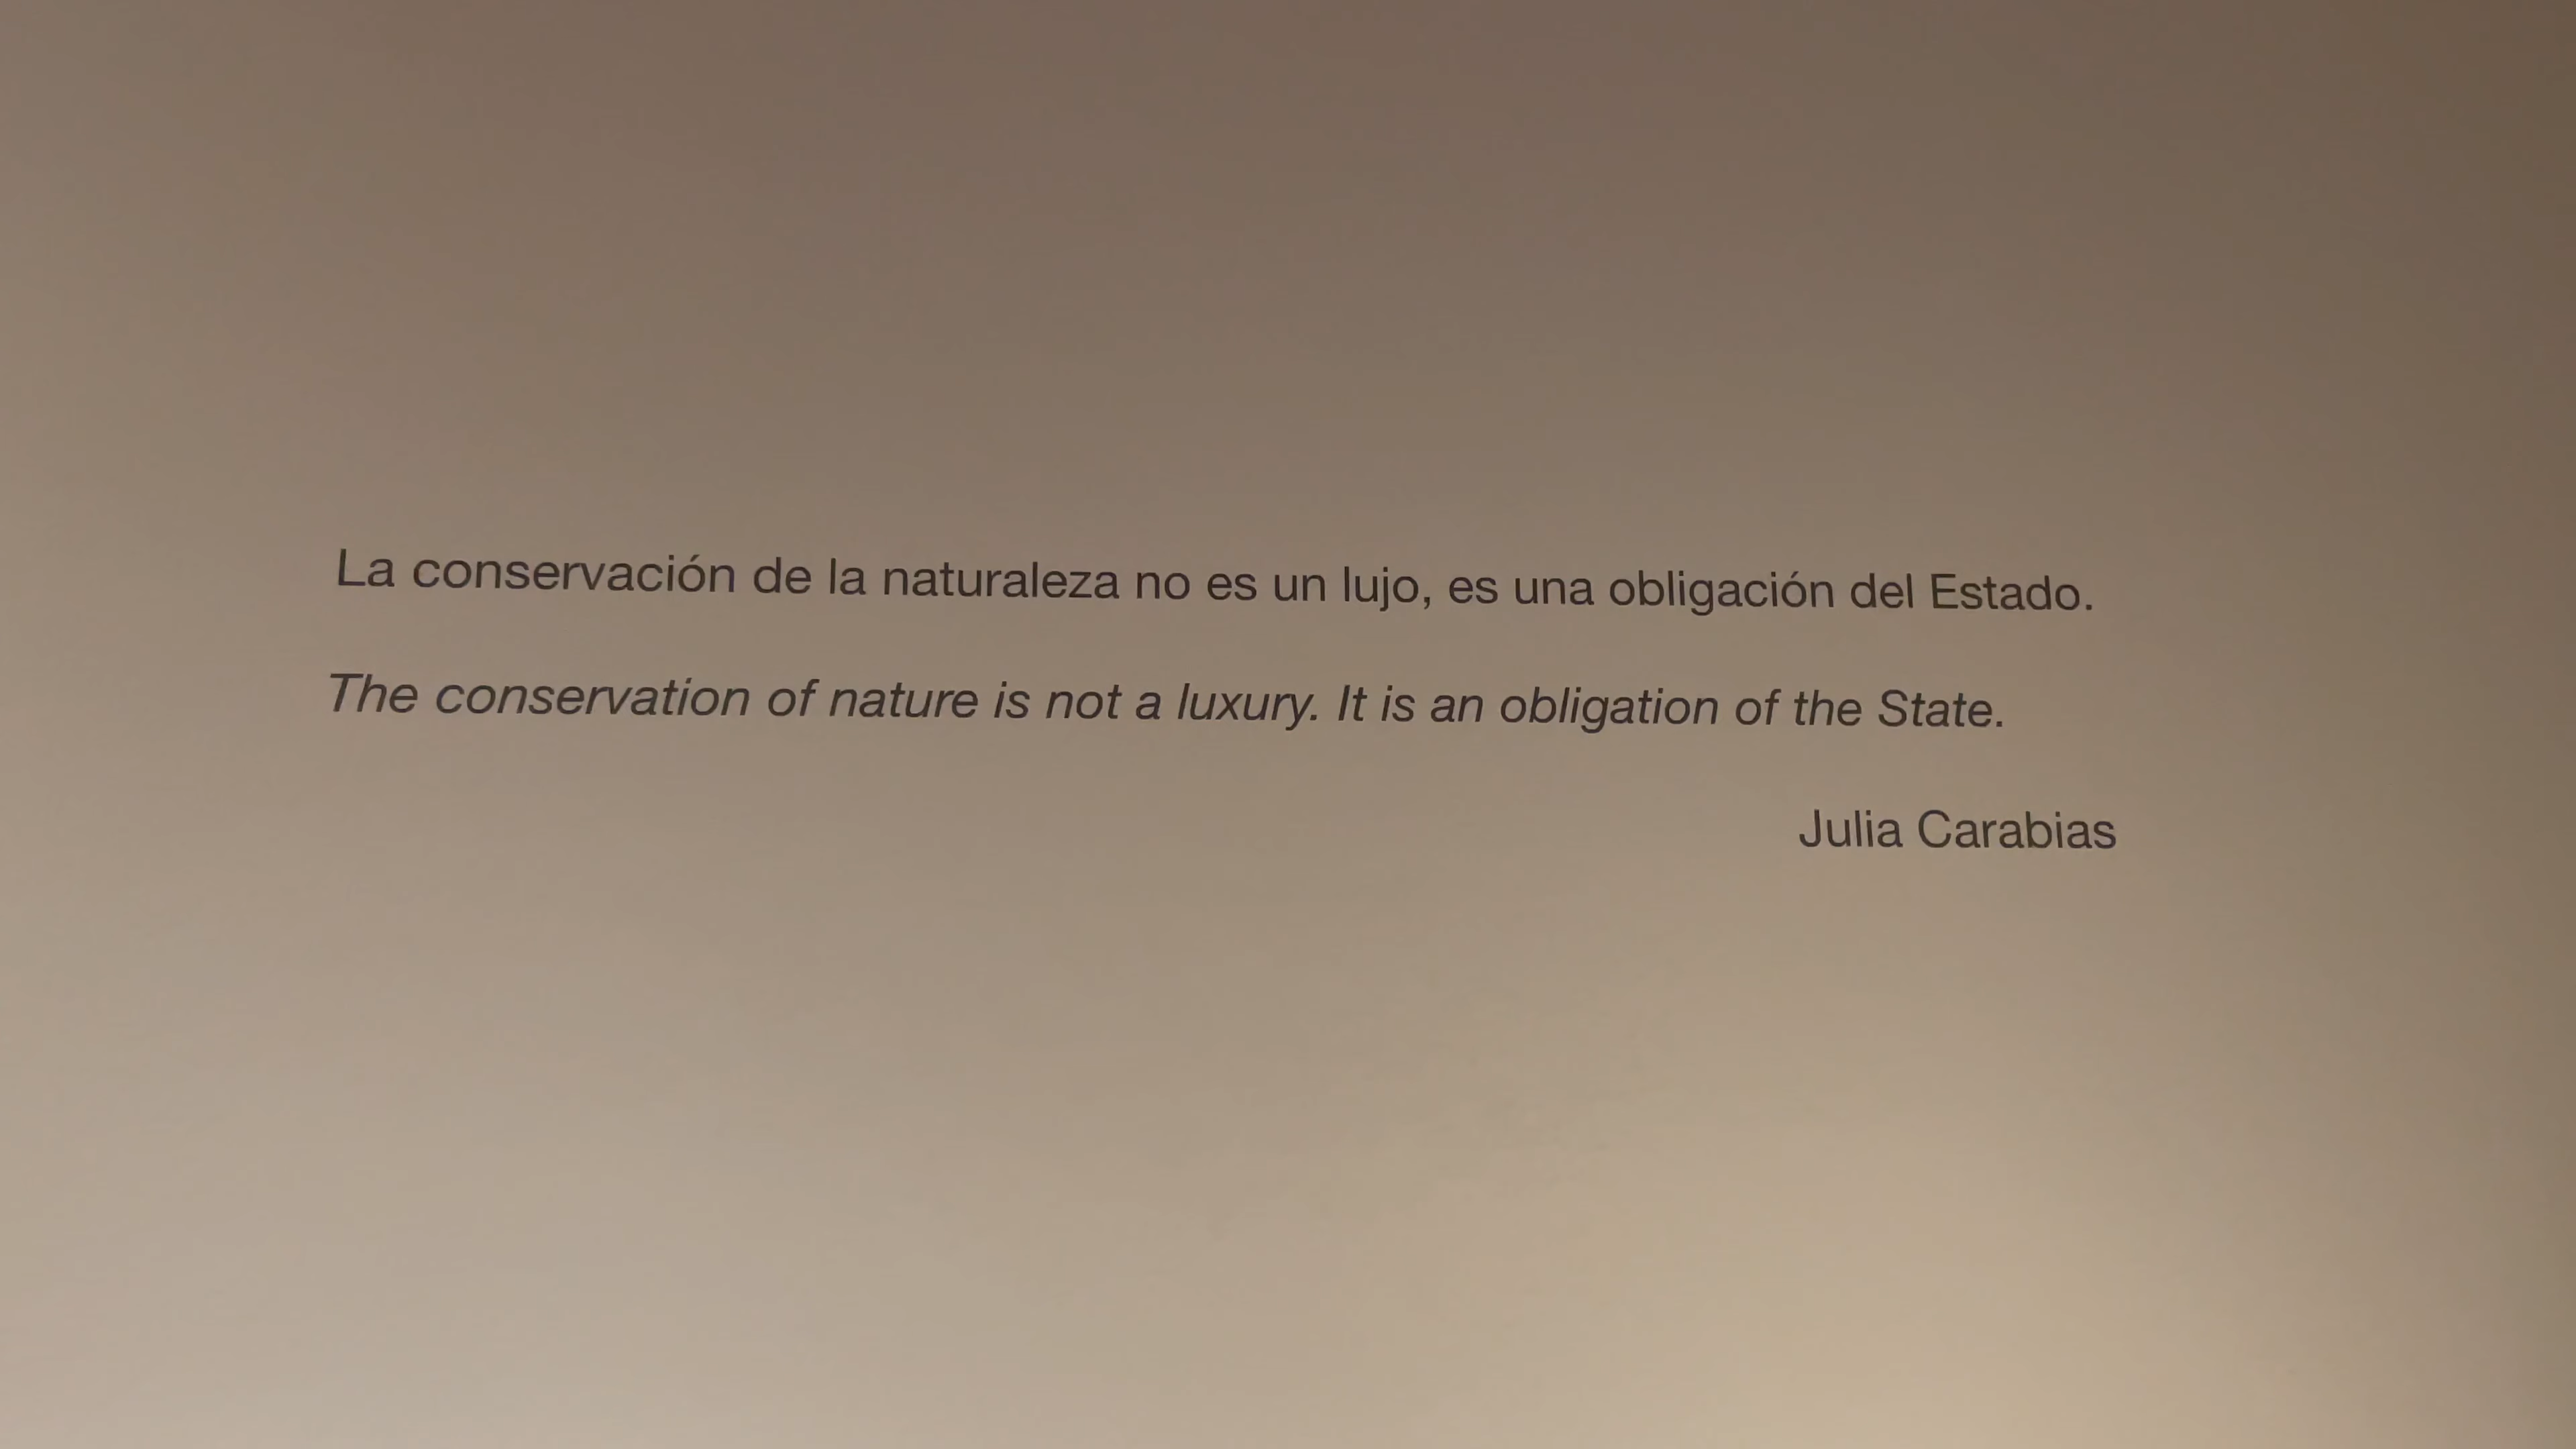 La conservación de la naturaleza no es un lujo, es una obligación del Estado.
The conservation of nature is not a luxury. It is an obligation of the State.
Julia Carabias